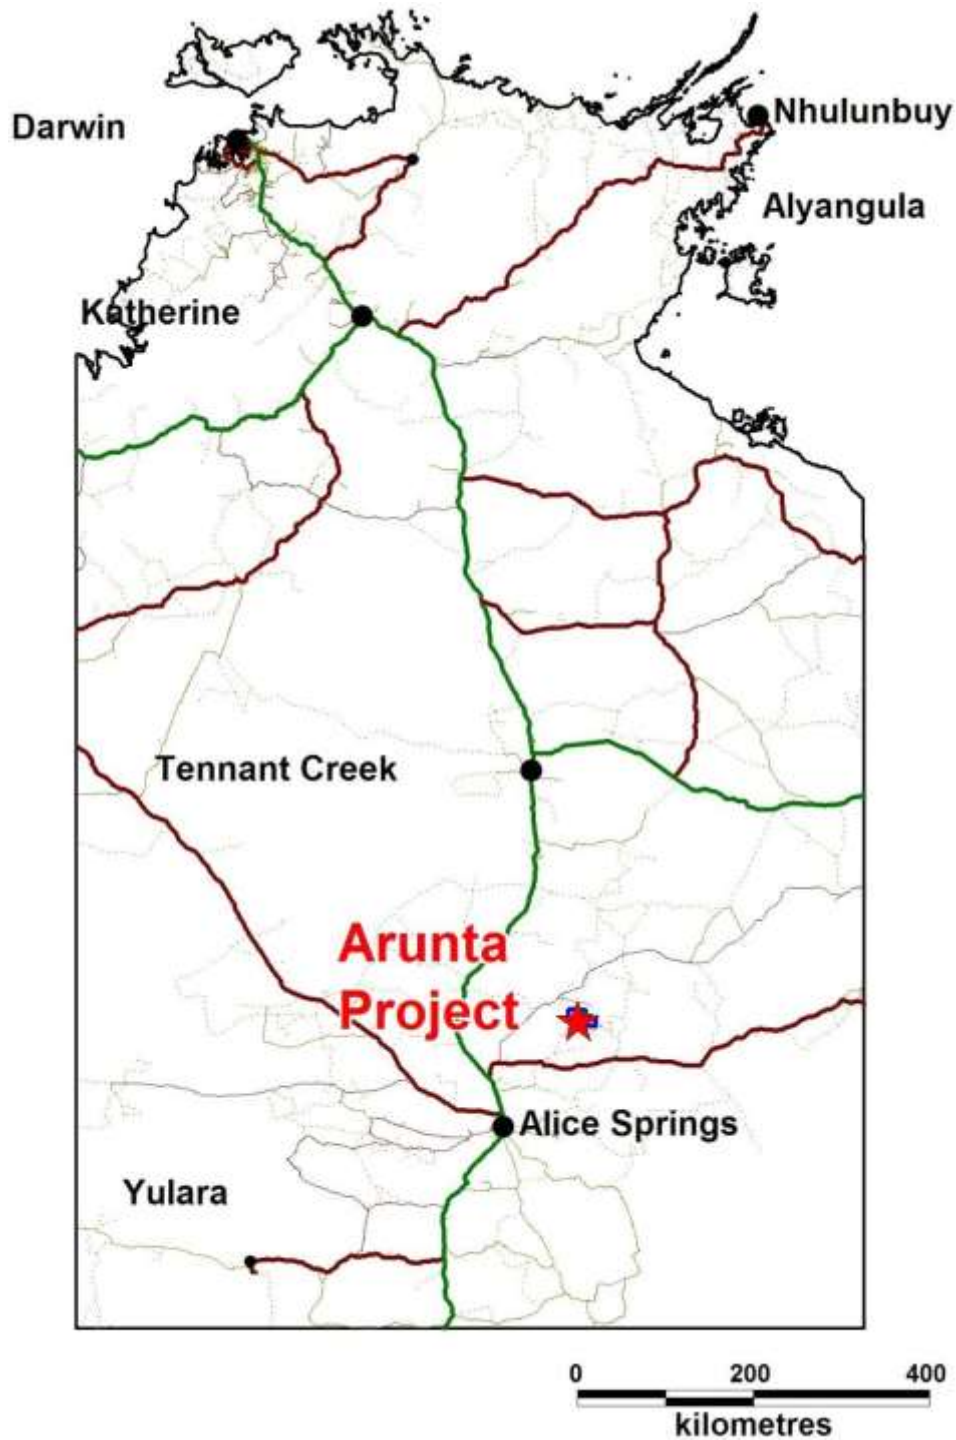 Darwin
Nhulunbuy
Alyangula
Katherine
Tennant Creek
Arunta
Project
Alice Springs
Yulara
0 200 400
kilometres